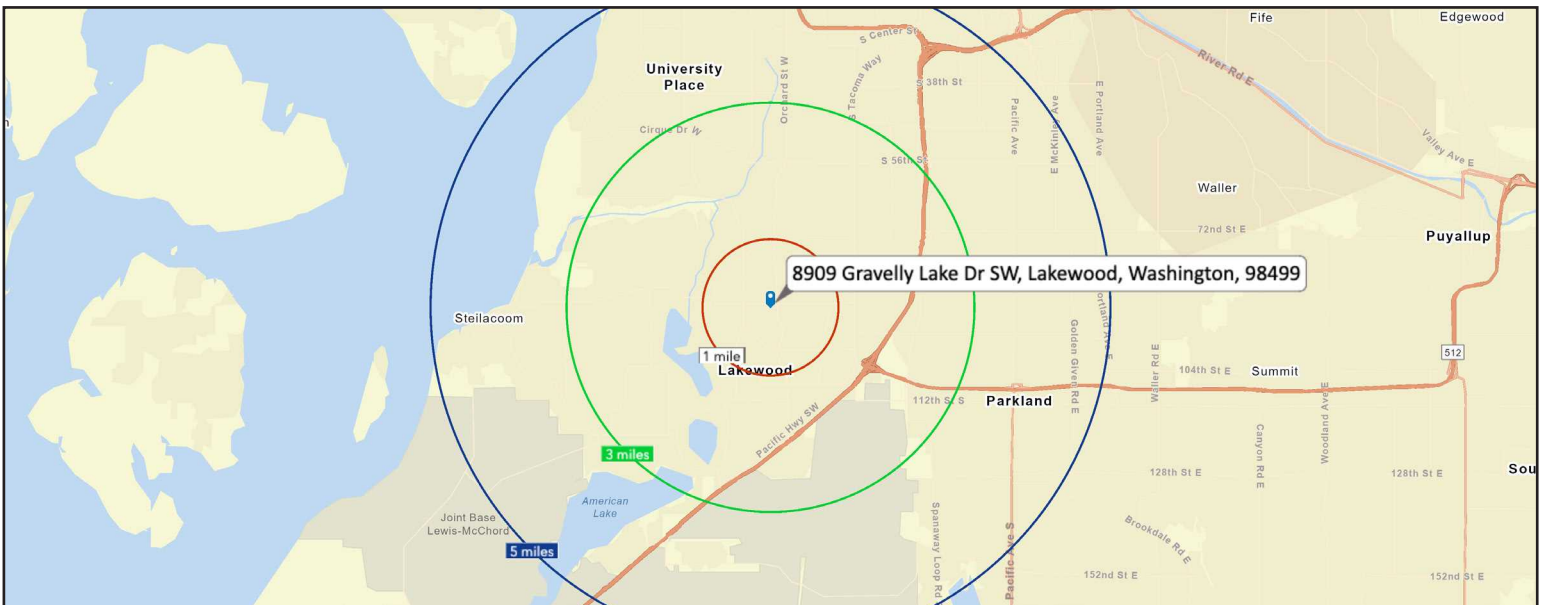 Fife
Edgewood
S Center St
University
Place
Orchard St W
S Tacoma Way
S 38th St
River Rd E
Pacific Ave
E McKinley Ave
E Portland Ave
Cirque Dr W
S 56th St
Valley Ave E
Waller
72nd St E
Puyallup
8909 Gravelly Lake Dr SW, Lakewood, Washington, 98499
Steilacoom
1 mile
Lakewood
ortland Ave E
Golden Given Rd E
Waller Rd E
512
104th St E
Summit
112th St S
Parkland
Woodland Ave E
Pacific Hwy SW
3 miles
Canyon Rd E
128th St E
128th St E
Sou
American
Lake
Joint Base
Lewis-McChord
5 miles
Spanaway Loop Rd
Pacific Ave S
Brookdale Rd E
152nd St E
152nd St E